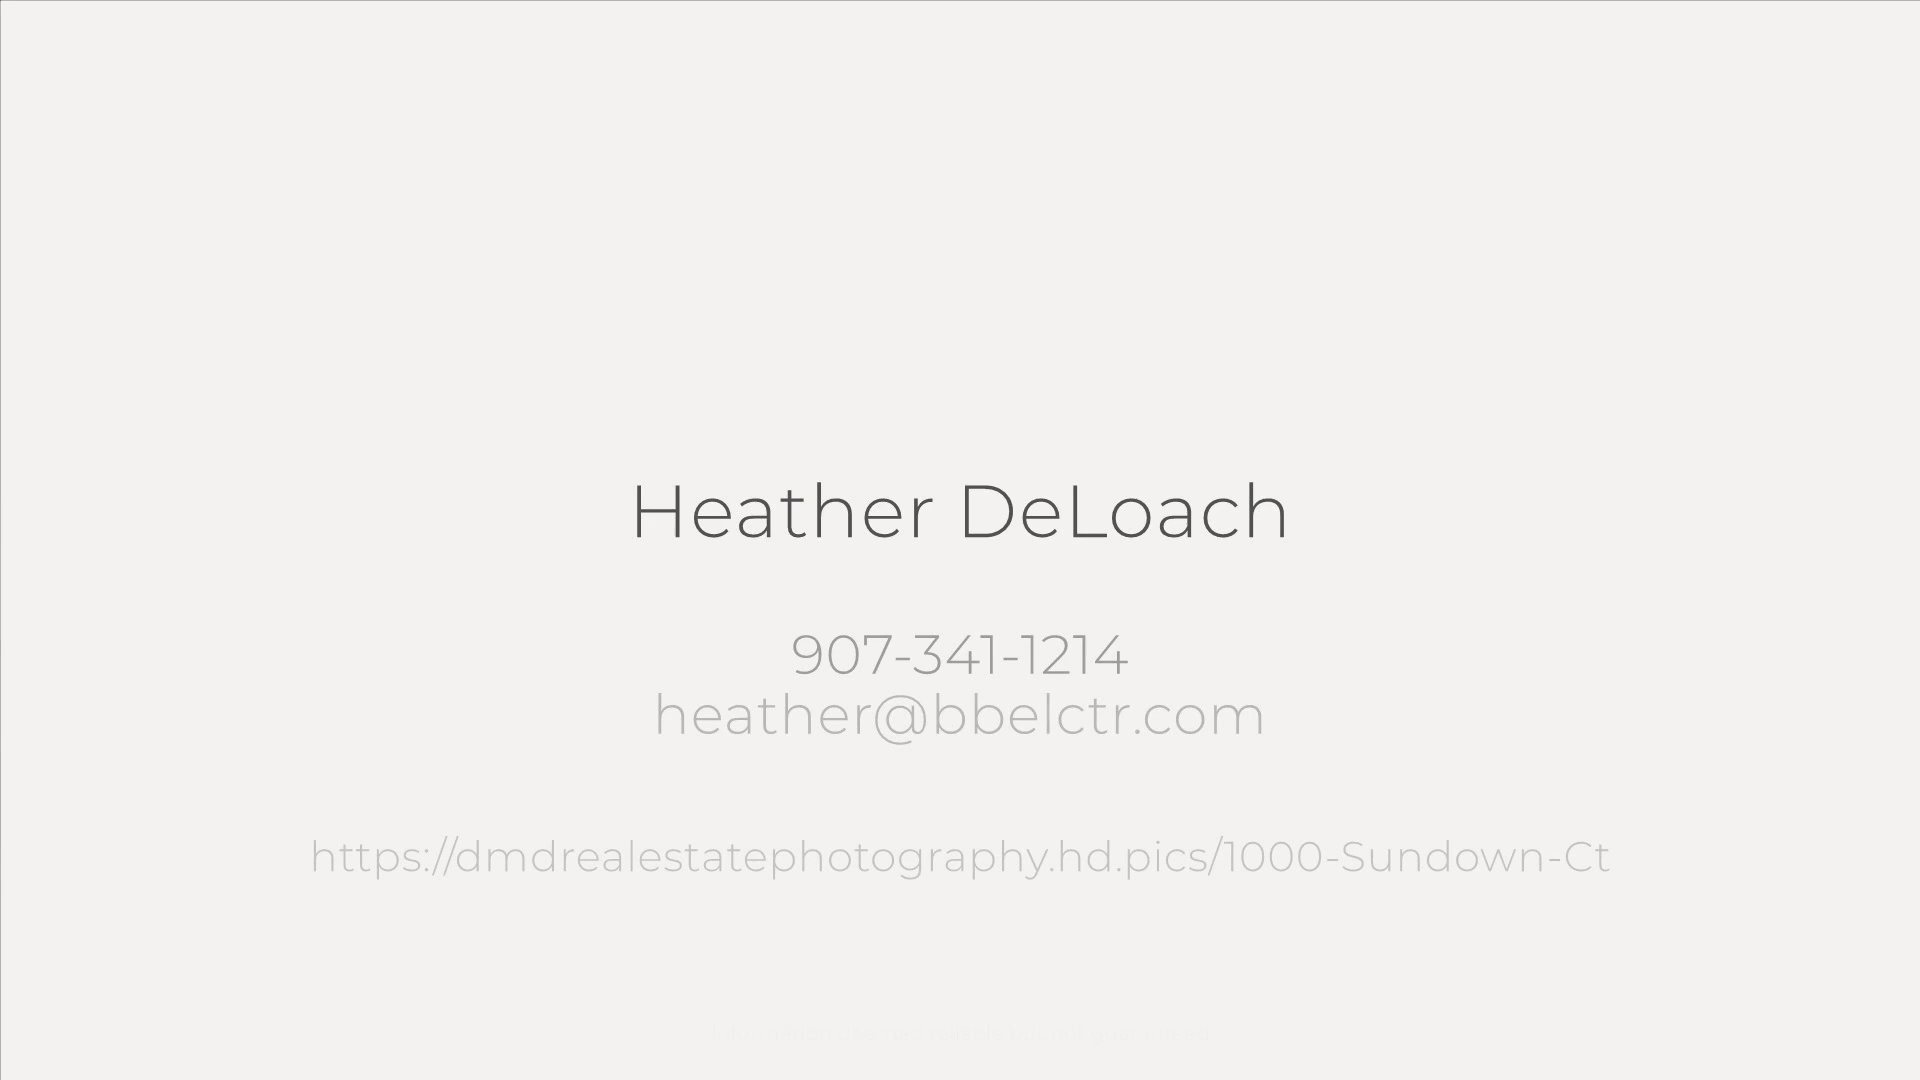 Heather DeLoach
907-341-1214
heather@bbelctr.com
https://dmdrealestatephotography.hd.pics/1000-Sundown-Ct